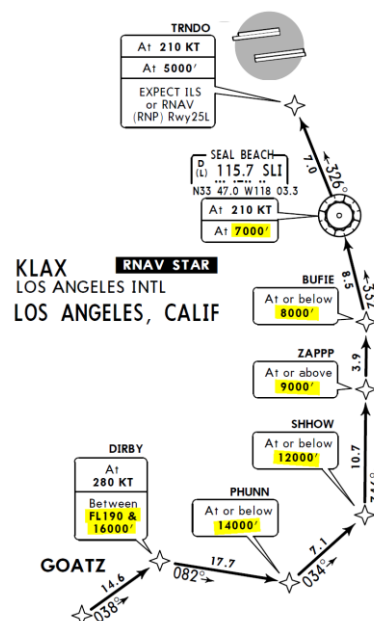 TRNDO
At 210 KT
At 5000'
EXPECT ILS
or RNAV
(RNP) Rwy25L
7.0
326°
SEAL BEACH
D
(L) 115.7 SLI
N33 47.0 W118 03.3
At 210 KT
At 7000'
KLAX RNAV STAR
LOS ANGELES INTL
LOS ANGELES, CALIF
8.5
BUFIE
At or below
8000'
ZAPPP
3.9
At or above
9000'
SHHOW
At or below
12000'
10.7
DIRBY
At
280 KT
Between
FL190 &
16000'
PHUNN
At or below
14000'
GOATZ
14.6
038°
082°
17.7
034°
7.1